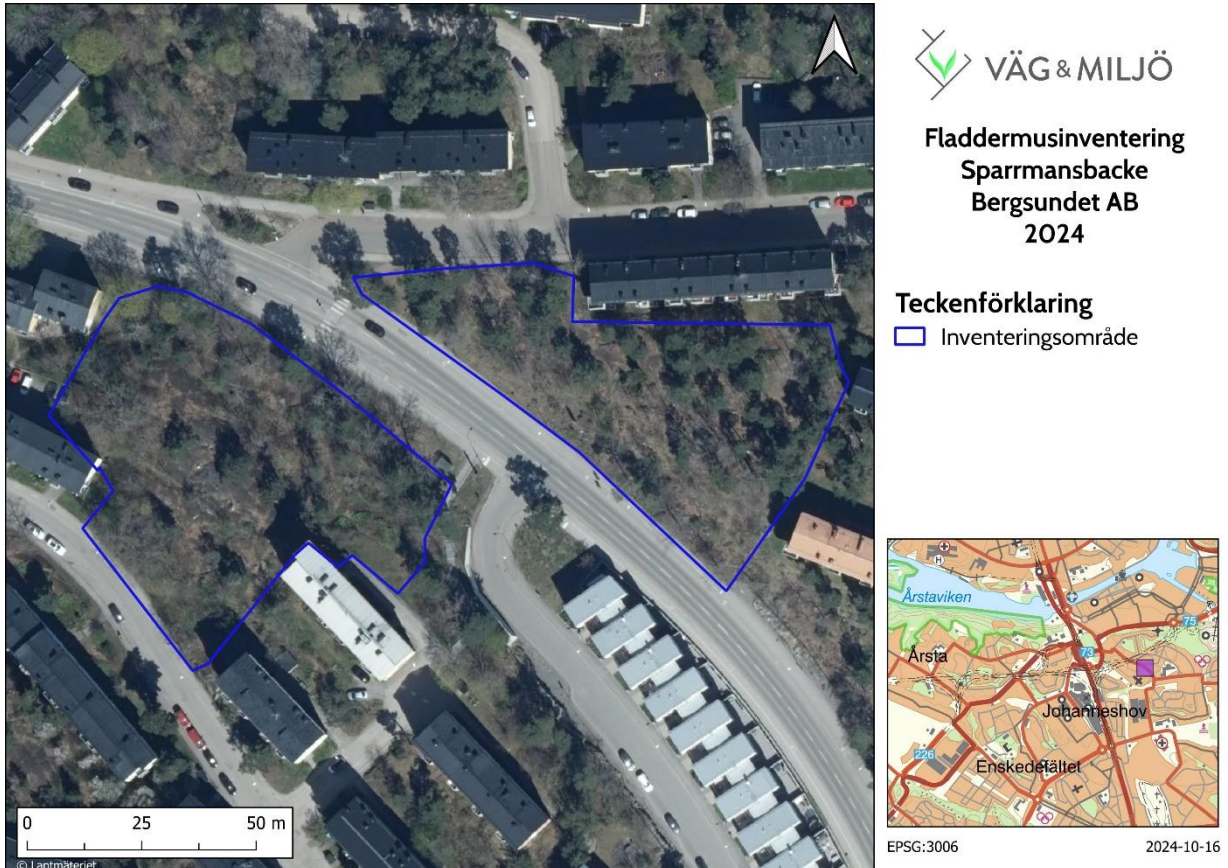 VÄG & MILJÖ
Fladdermusinventering
Sparrmansbacke
Bergsundet AB
2024
Teckenförklaring
Inventeringsområde
Årstaviken
H
75
Årsta
73
Johanneshov
226
Enskedefältet
0 25 50 m
© Lantmäteriet
EPSG:3006 2024-10-16